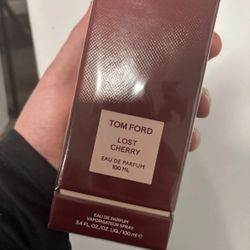 TOM FORD
LOST
CHERRY
EAU DE PARFUM
100 ML
EAU DE PARFUM
VAPORISATEUR SPRAY
3.4 FL.OZ./OZ. LIQ./100 ml ℮